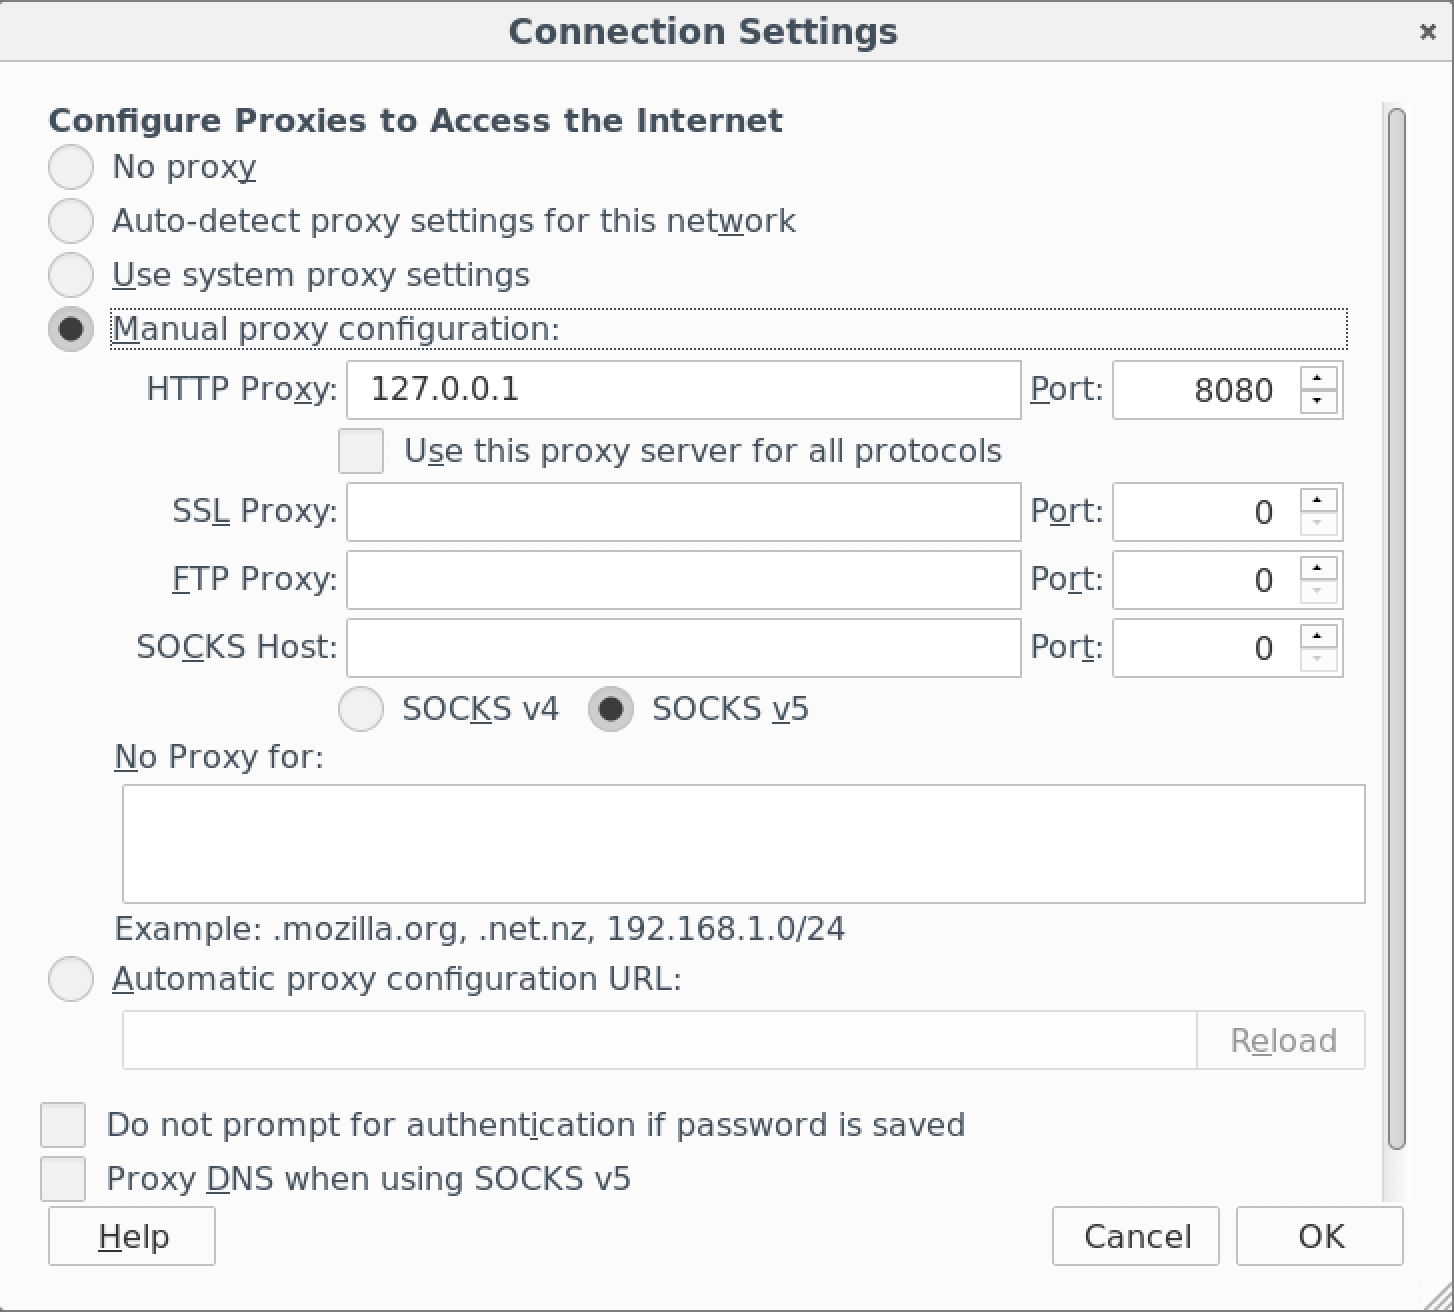 Connection Settings
Configure Proxies to Access the Internet
No proxy
Auto-detect proxy settings for this network
Use system proxy settings
Manual proxy configuration:
HTTP Proxy: 127.0.0.1 Port: 8080
Use this proxy server for all protocols
SSL Proxy: Port: 0
FTP Proxy: Port: 0
SOCKS Host: Port: 0
SOCKS v4 SOCKS v5
No Proxy for:
Example: .mozilla.org, .net.nz, 192.168.1.0/24
Automatic proxy configuration URL:
Reload
Do not prompt for authentication if password is saved
Proxy DNS when using SOCKS v5
Help Cancel OK